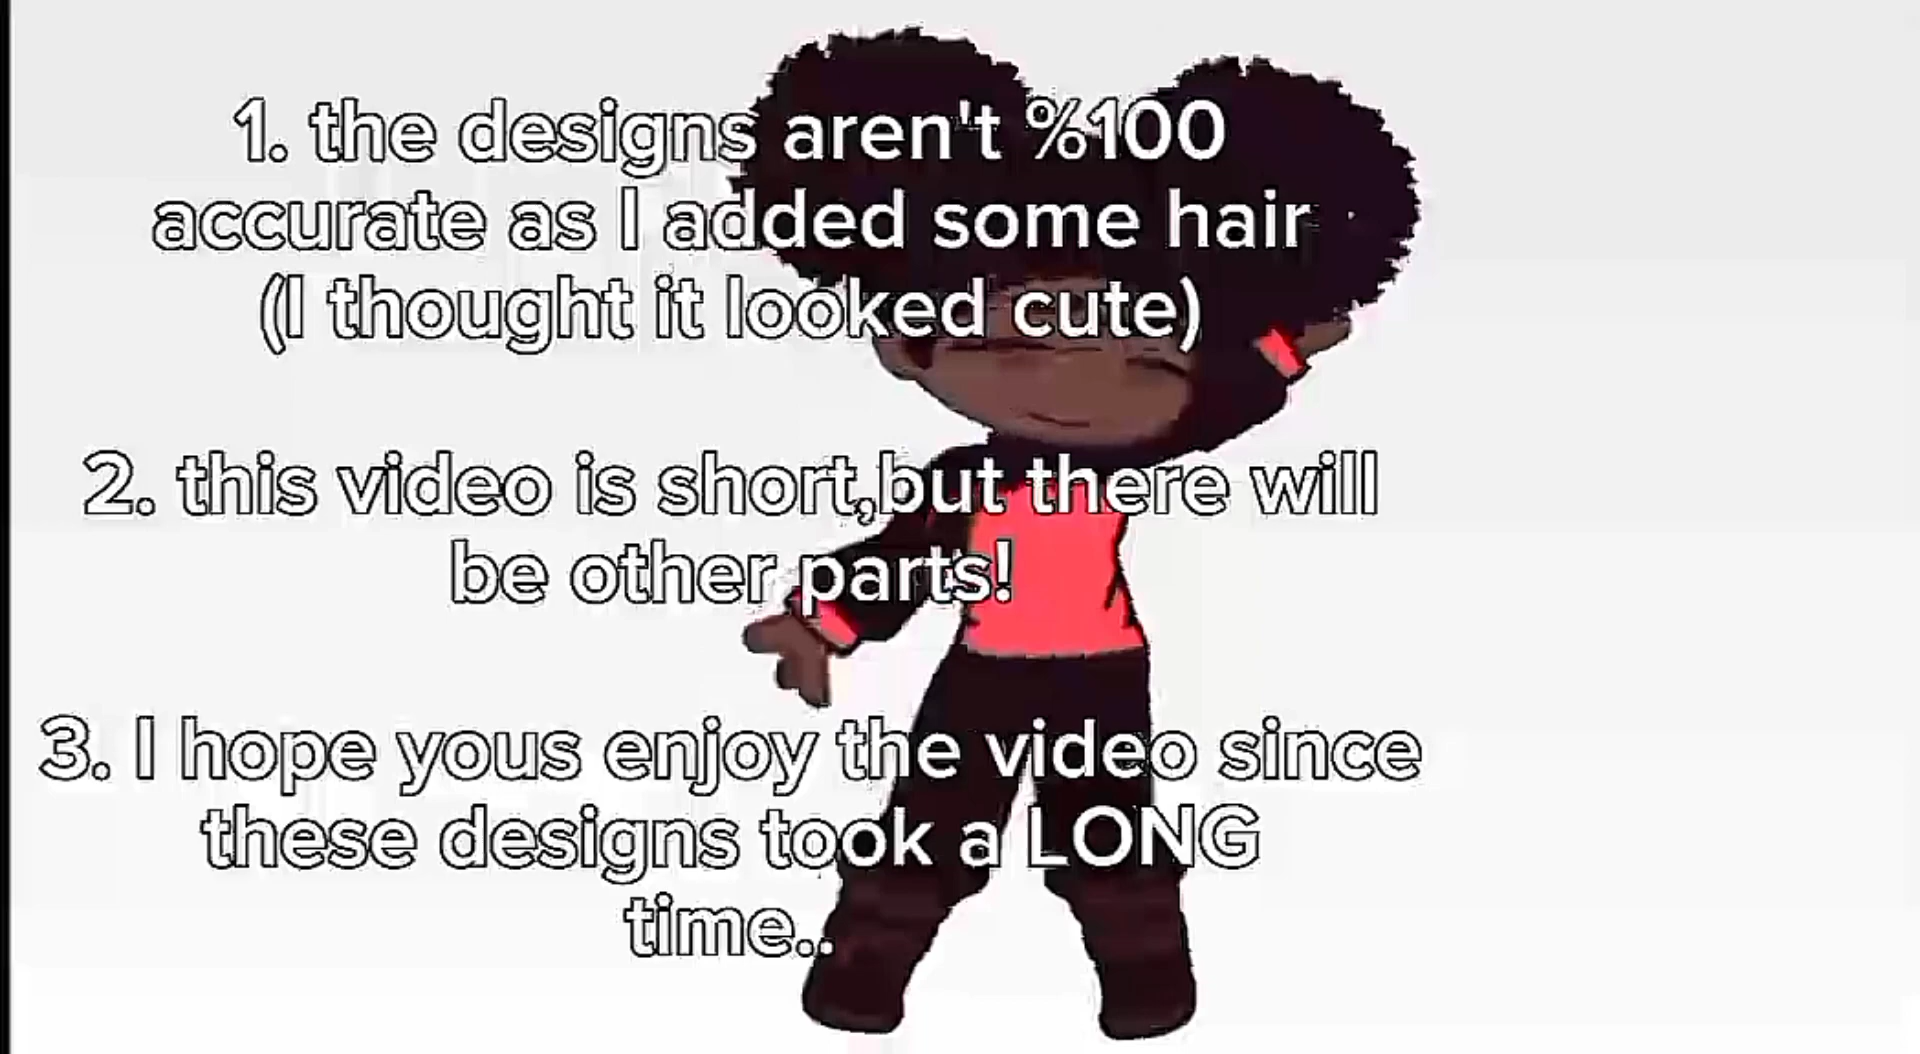 1. the designs aren't %100
accurate as I added some hair
(I thought it looked cute)
2. this video is short,but there will
be other parts!
3. I hope yous enjoy the video since
these designs took a LONG
time..